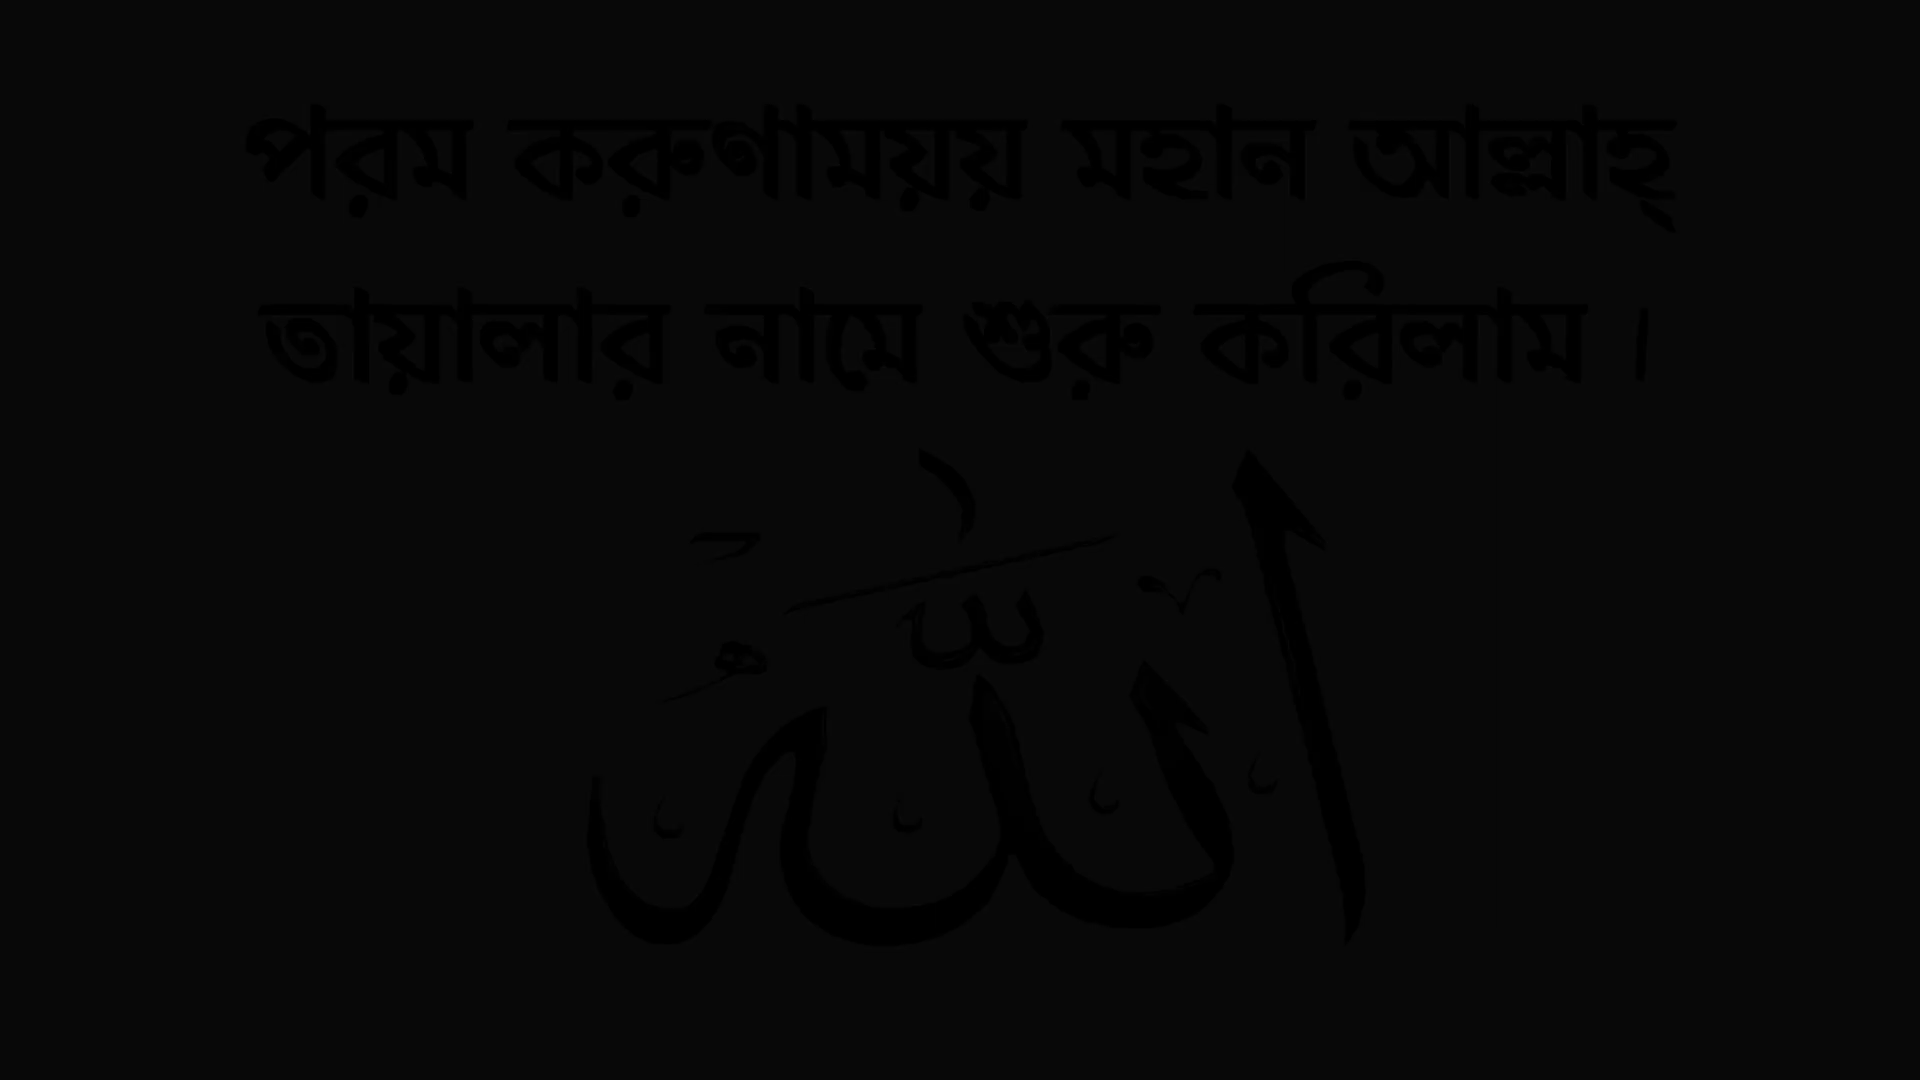 পরম করুণাময়য় মহান আল্লাহ্
তায়ালার নামে শুরু করিলাম ।
الله